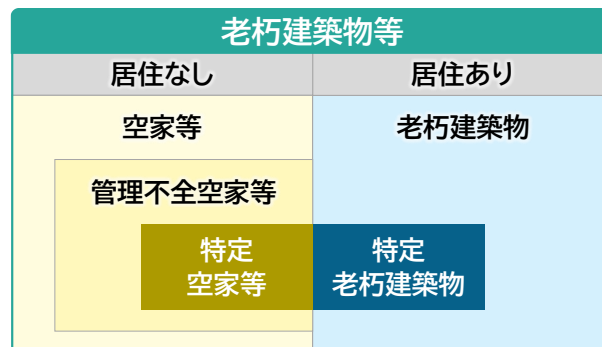 老朽建築物等
居住なし
居住あり
空家等
老朽建築物
管理不全空家等
特定
空家等
特定
老朽建築物